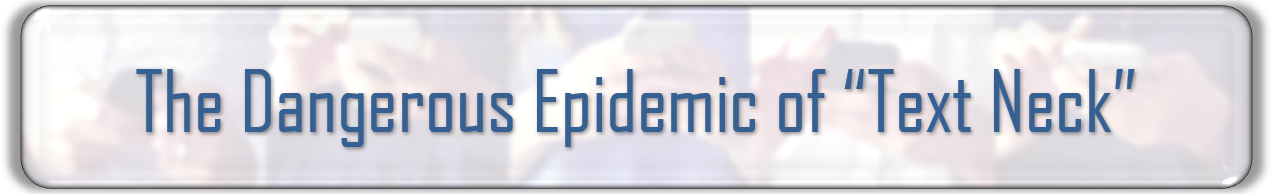 The Dangerous Epidemic of “Text Neck”